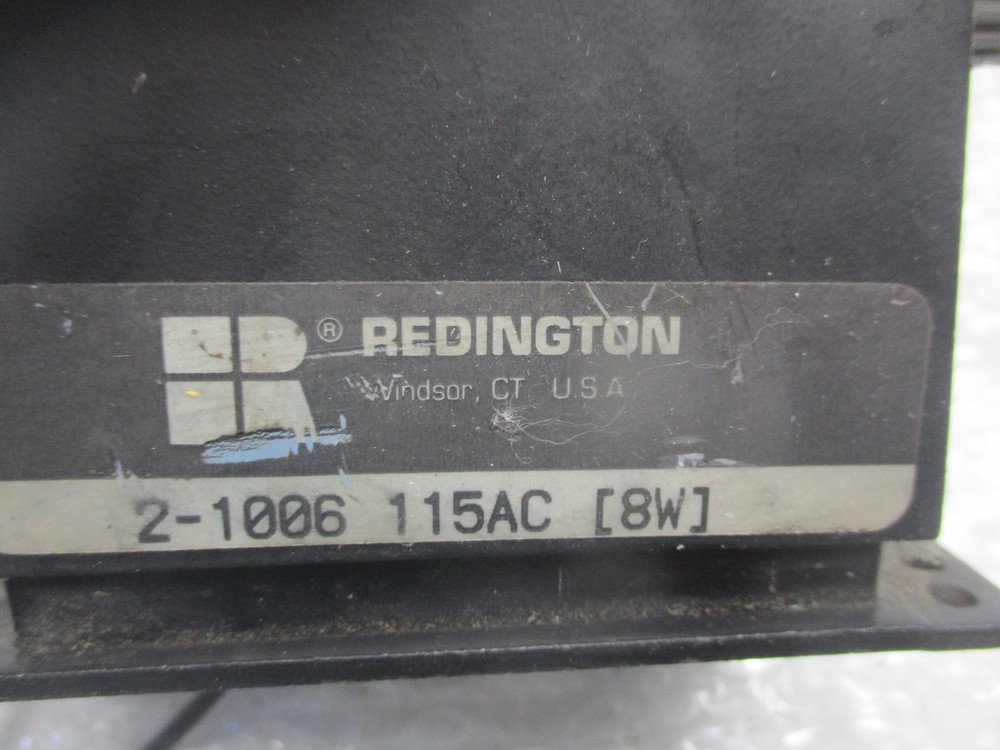 R ® REDINGTON
Windsor, CT U.S.A
2-1006 115AC [8W]